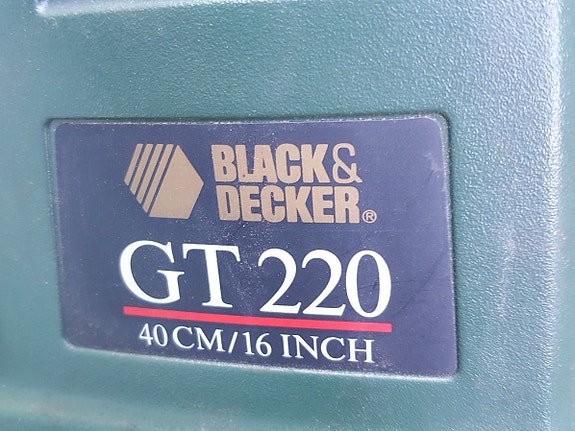 BLACK&
DECKER®
GT 220
40 CM/16 INCH